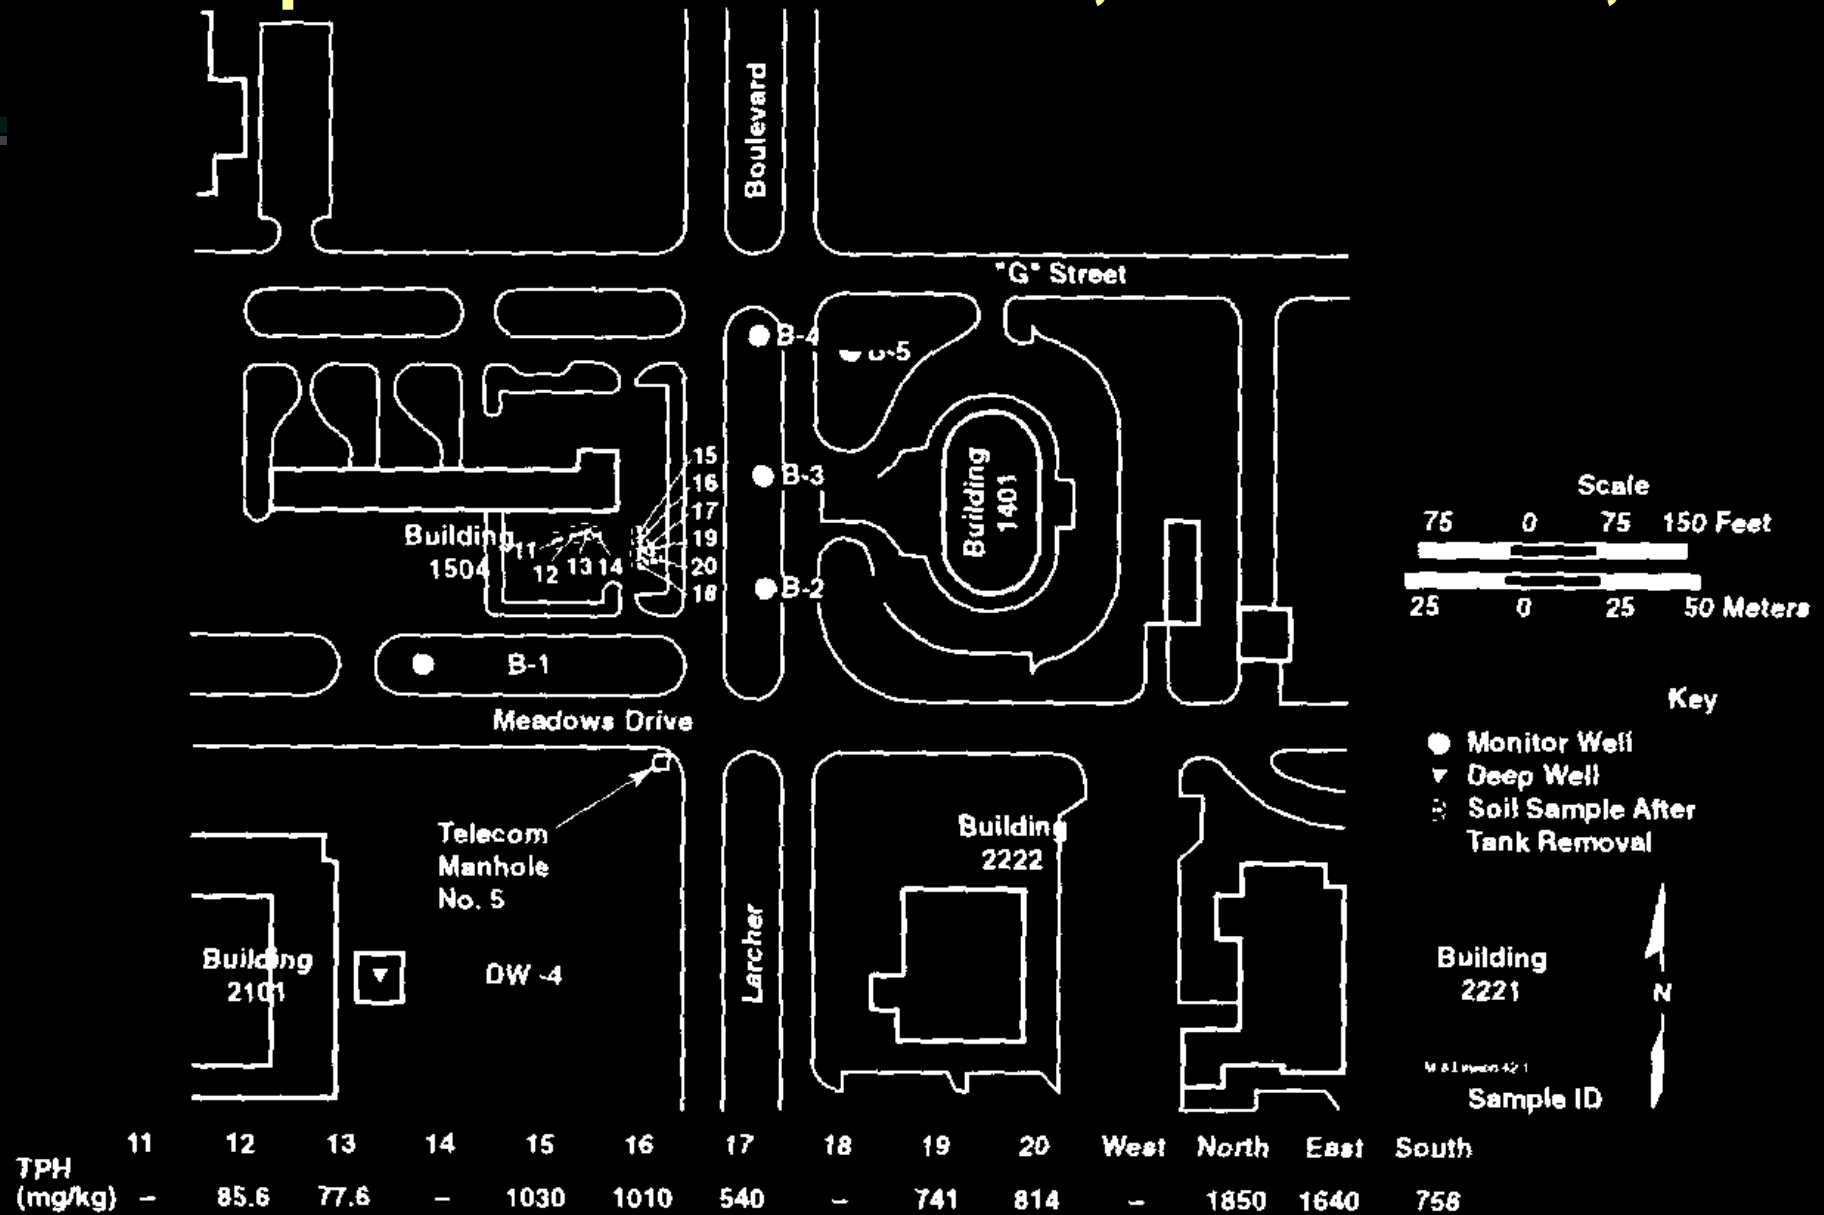 Boulevard
"G" Street
B-4
B-5
15
16
B-3
17
19
20
18
B-2
Building
1504
11
12
13
14
Building
1401
B-1
Meadows Drive
Telecom
Manhole
No. 5
Building
2222
Building
2101
DW -4
Larcher
Building
2221
Scale
75 0 75 150 Feet
25 0 25 50 Meters
Key
Monitor Well
Deep Well
Soil Sample After
Tank Removal
N
Sample ID
11 12 13 14 15 16 17 18 19 20 West North East South
TPH
(mg/kg) – 85.6 77.6 – 1030 1010 540 – 741 814 – 1850 1640 758